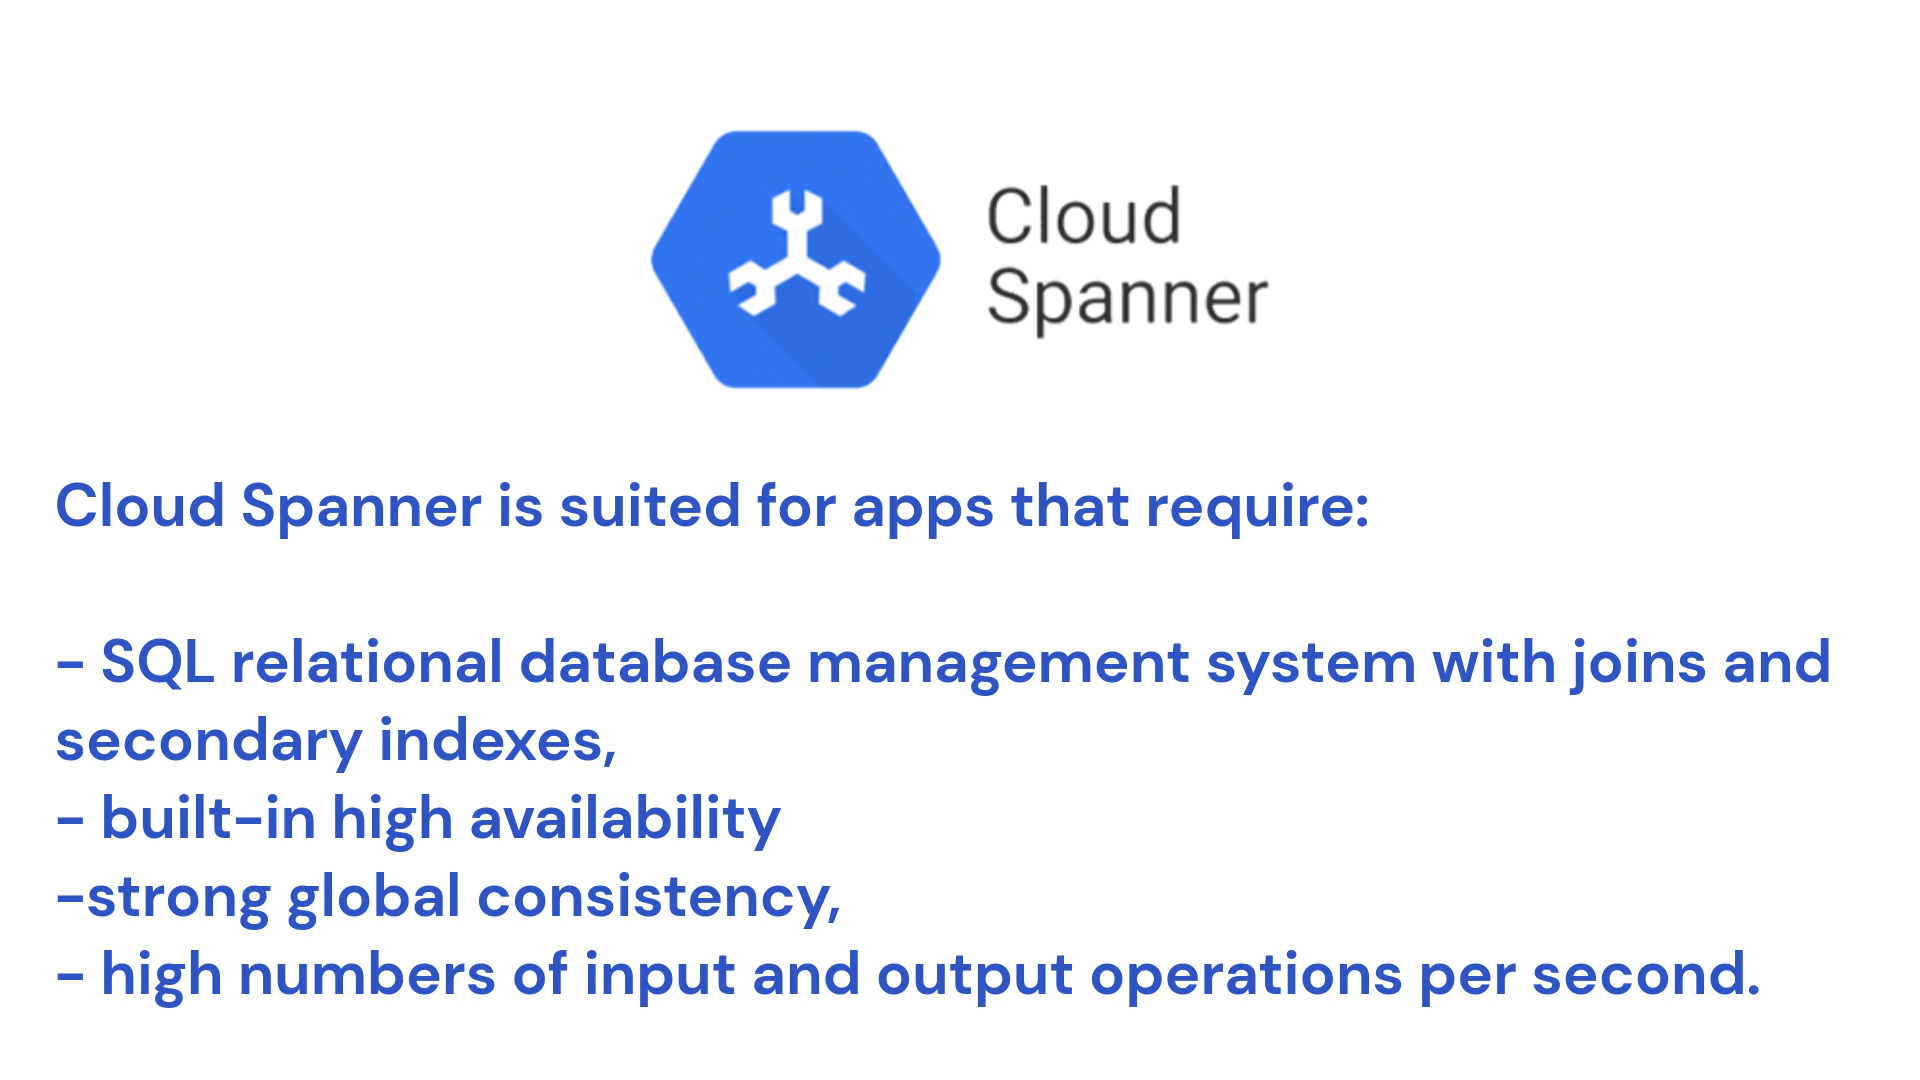 Cloud
Spanner
Cloud Spanner is suited for apps that require:
- SQL relational database management system with joins and
secondary indexes,
- built-in high availability
-strong global consistency,
- high numbers of input and output operations per second.